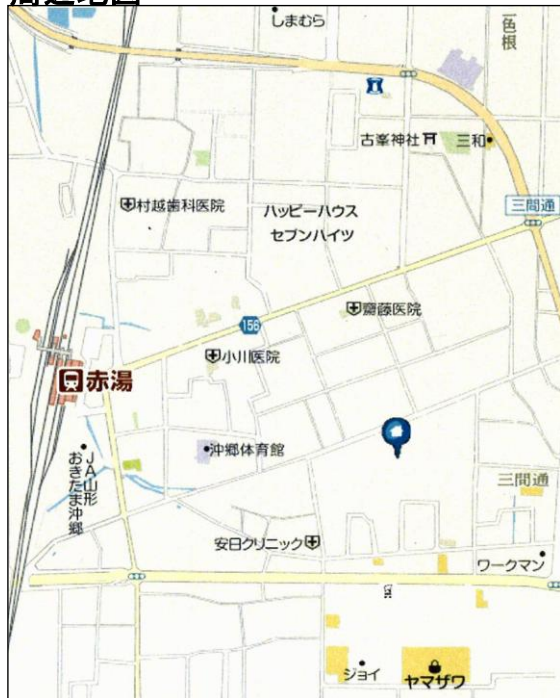 周辺地図
しまむら
一色根
古峯神社
三和
村越歯科医院
ハッピーハウス
セブンハイツ
三間通
156
齋藤医院
小川医院
赤湯
沖郷体育館
JA山形
おきたま沖郷
三間通
安日クリニック
ワークマン
ジョイ
ヤマザワ